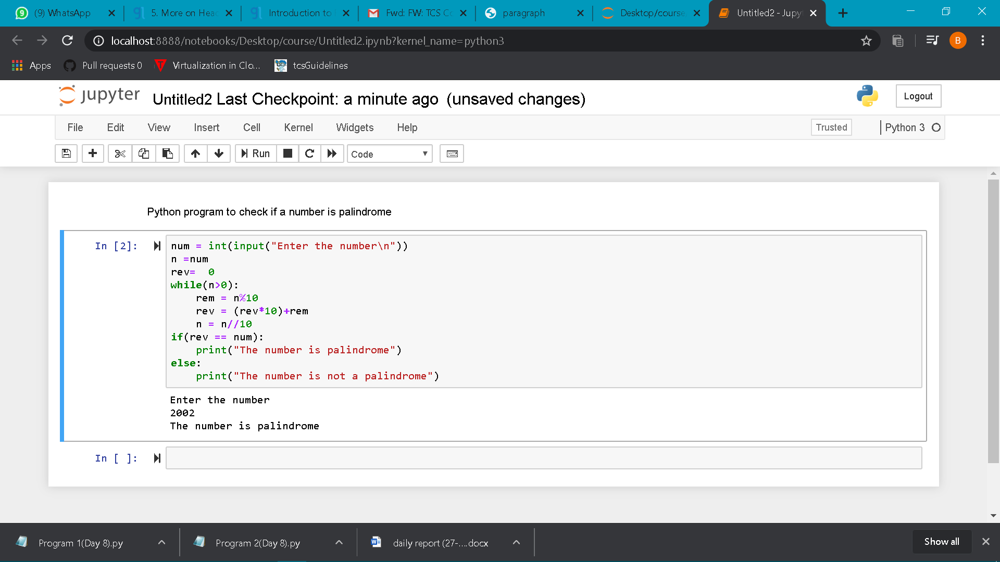 9 (9) WhatsApp
5. More on Head
Introduction to
Fwd: FW: TCS Co
paragraph
Desktop/course
Untitled2 - Jupyt
localhost:8888/notebooks/Desktop/course/Untitled2.ipynb?kernel_name=python3
B
Apps
Pull requests 0
Virtualization in Clo...
tcsGuidelines
jupyter
Untitled2 Last Checkpoint: a minute ago (unsaved changes)
Logout
File Edit View Insert Cell Kernel Widgets Help
Trusted
Python 3
Run
Code
Python program to check if a number is palindrome
In [2]:
num = int(input("Enter the number\n"))
n =num
rev=  0
while(n>0):
    rem = n%10
    rev = (rev*10)+rem
    n = n//10
if(rev == num):
    print("The number is palindrome")
else:
    print("The number is not a palindrome")
Enter the number
2002
The number is palindrome
In [ ]:
Program 1(Day 8).py
Program 2(Day 8).py
daily report (27-....docx
Show all